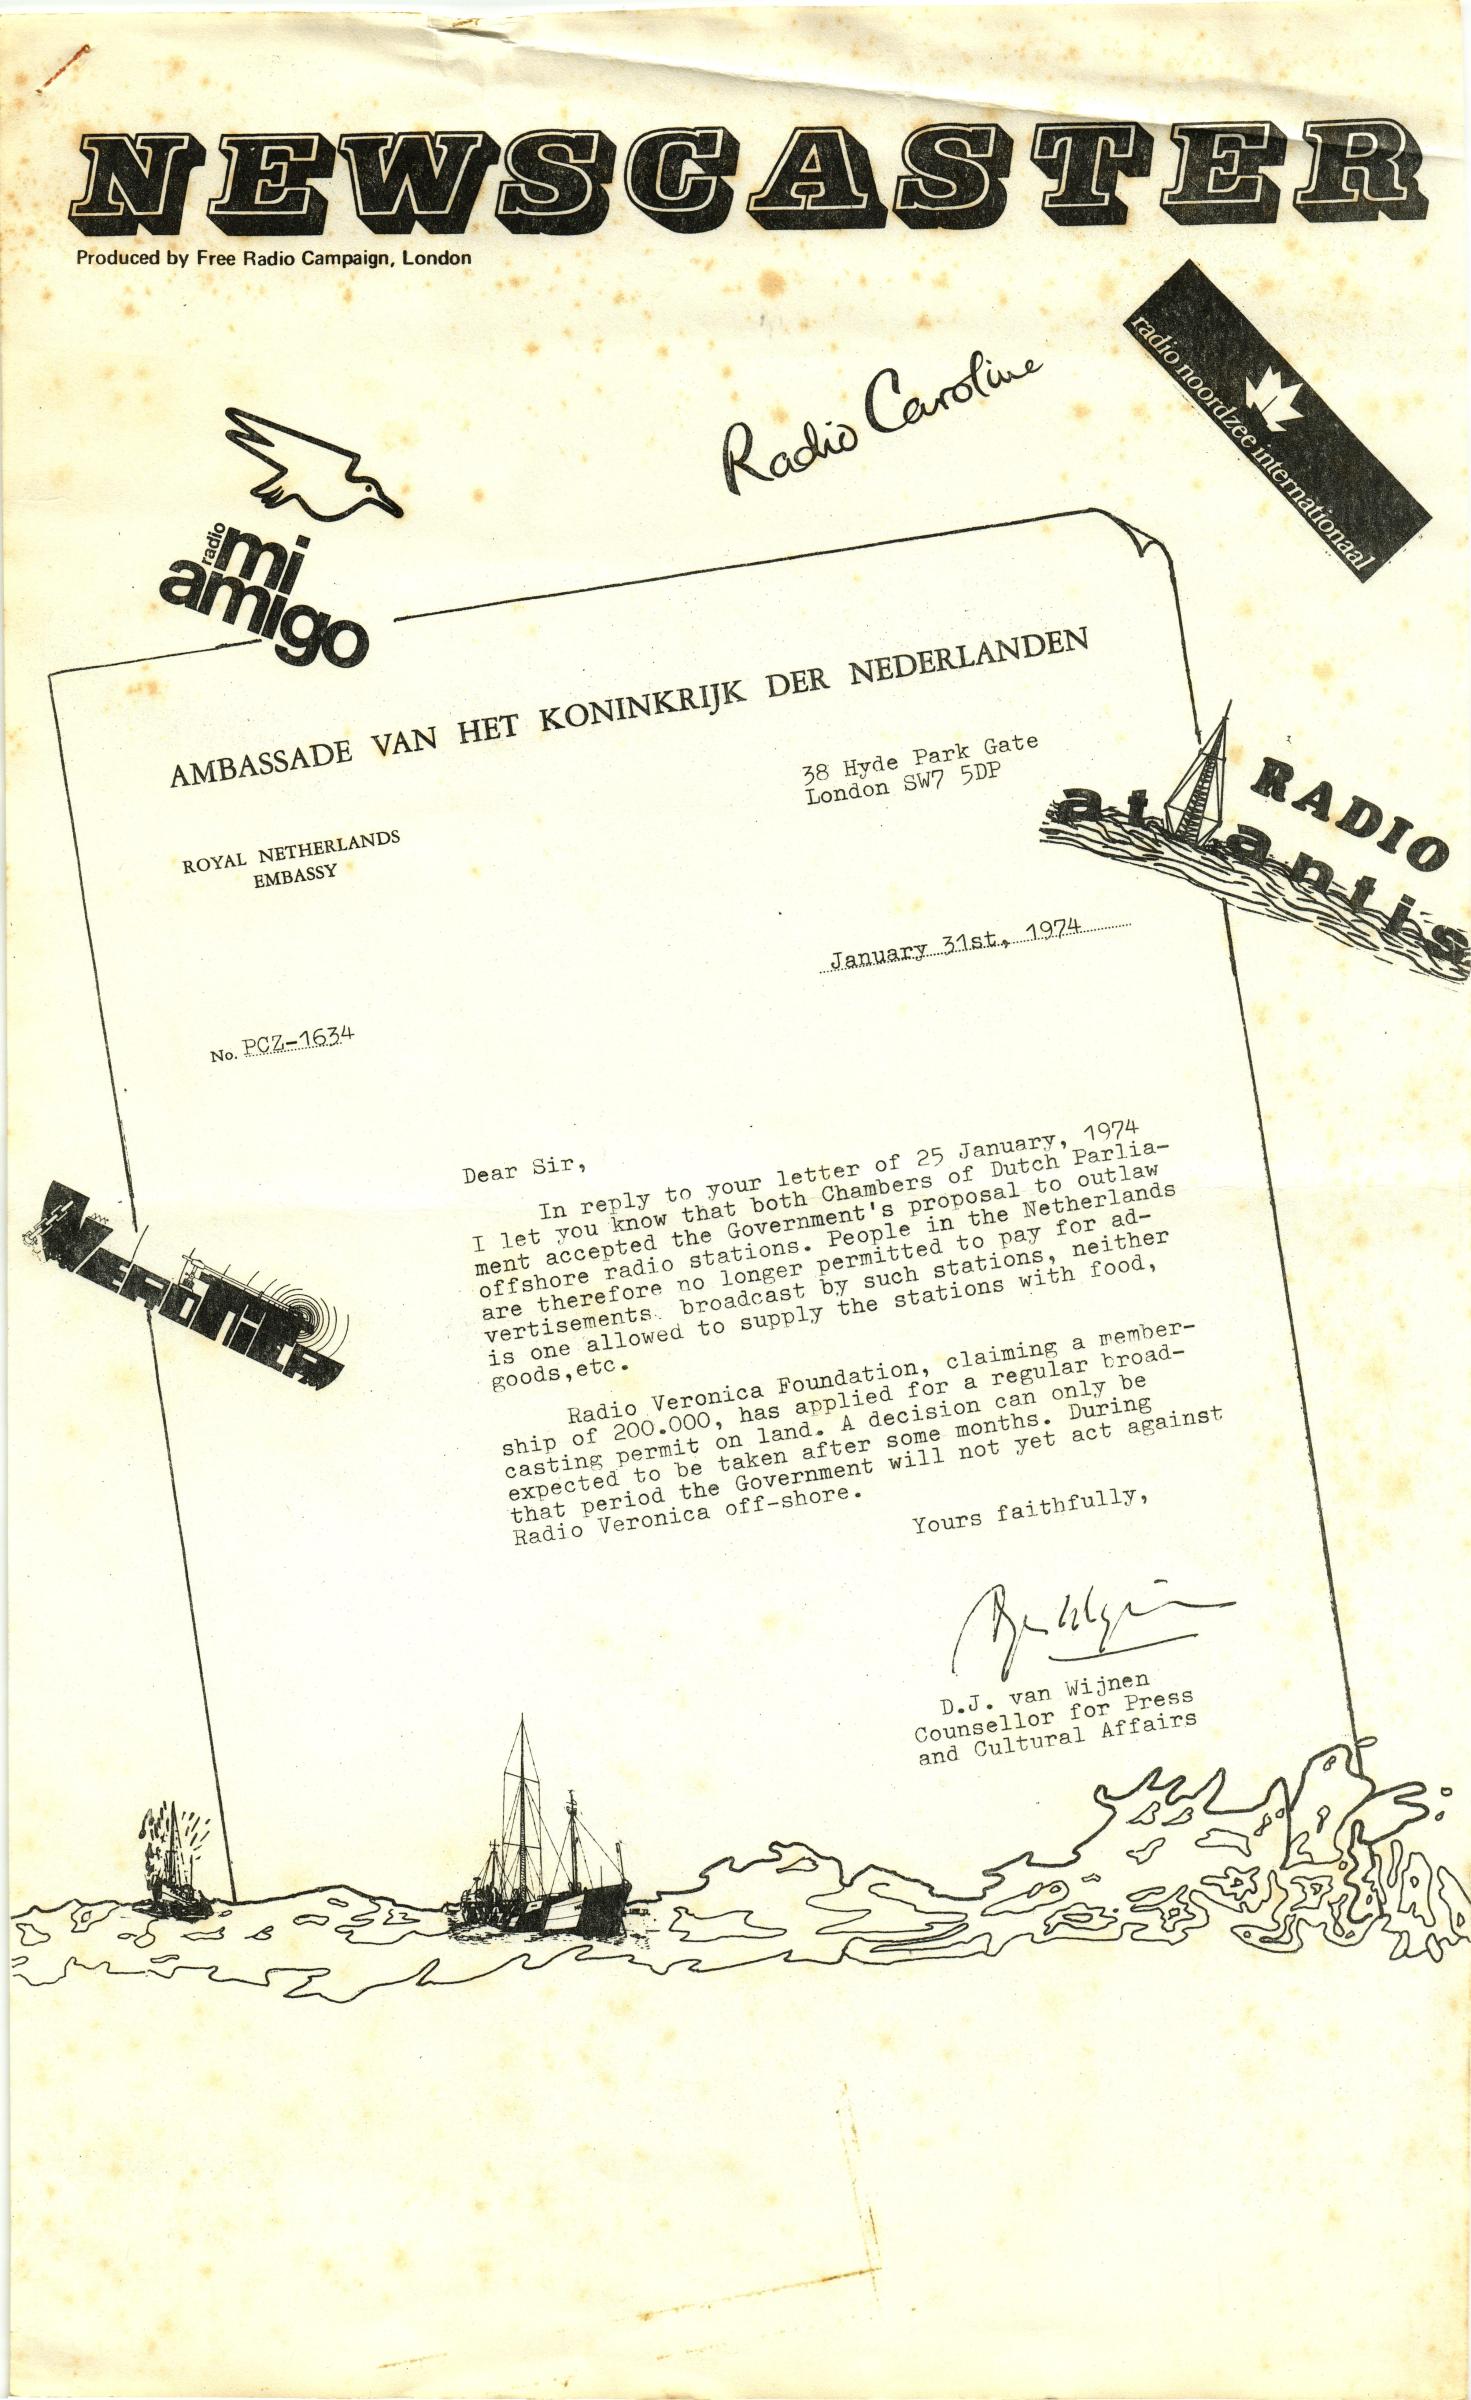 NEWSCASTER
Produced by Free Radio Campaign, London
radio noordzee internationaal
Radio Caroline
radio
mi
amigo
AMBASSADE VAN HET KONINKRIJK DER NEDERLANDEN
38 Hyde Park Gate
London SW7 5DP
RADIO
atlantis
ROYAL NETHERLANDS
EMBASSY
January 31st, 1974
No. PCZ-1634
VERONICA
Dear Sir,
In reply to your letter of 25 January, 1974
I let you know that both Chambers of Dutch Parlia-
ment accepted the Government's proposal to outlaw
offshore radio stations. People in the Netherlands
are therefore no longer permitted to pay for ad-
vertisements broadcast by such stations, neither
is one allowed to supply the stations with food,
goods,etc.
Radio Veronica Foundation, claiming a member-
ship of 200.000, has applied for a regular broad-
casting permit on land. A decision can only be
expected to be taken after some months. During
that period the Government will not yet act against
Radio Veronica off-shore.
Yours faithfully,
D.J. van Wijnen
Counsellor for Press
and Cultural Affairs